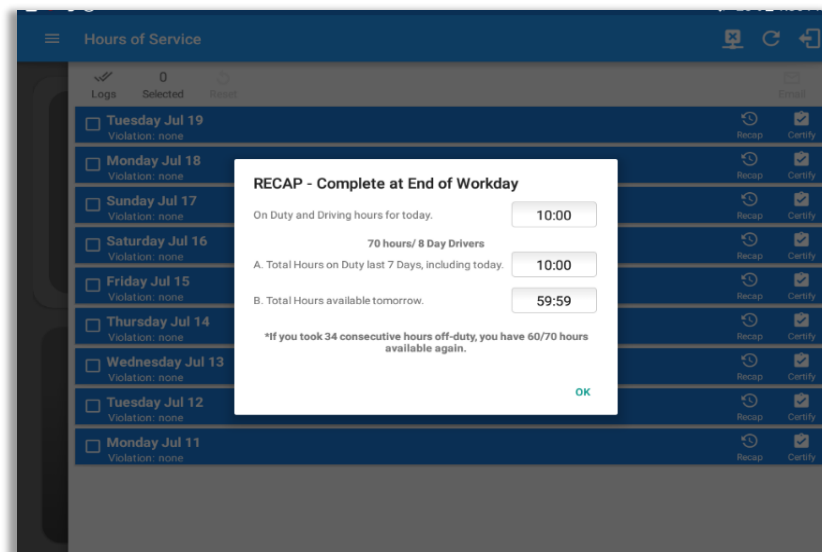 Hours of Service
0
Logs Selected Reset
Email
Tuesday Jul 19
Violation: none
Recap Certify
Monday Jul 18
Violation: none
Recap Certify
Sunday Jul 17
Violation: none
Recap Certify
Saturday Jul 16
Violation: none
Recap Certify
Friday Jul 15
Violation: none
Recap Certify
Thursday Jul 14
Violation: none
Recap Certify
Wednesday Jul 13
Violation: none
Recap Certify
Tuesday Jul 12
Violation: none
Recap Certify
Monday Jul 11
Violation: none
Recap Certify
RECAP - Complete at End of Workday
On Duty and Driving hours for today. 10:00
70 hours/ 8 Day Drivers
A. Total Hours on Duty last 7 Days, including today. 10:00
B. Total Hours available tomorrow. 59:59
*If you took 34 consecutive hours off-duty, you have 60/70 hours
available again.
OK